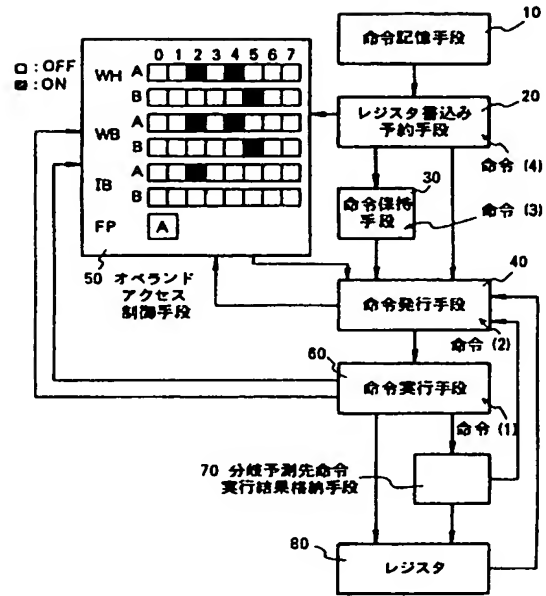 0 1 2 3 4 5 6 7
□:OFF
■:ON
WH A
B
WB A
B
IB A
B
FP A
50 オペランド
アクセス
制御手段
10
命令記憶手段
20
レジスタ書込み
予約手段
命令(4)
30
命令保持
手段
命令(3)
40
命令発行手段
命令(2)
60
命令実行手段
命令(1)
70 分岐予測先命令
実行結果格納手段
80
レジスタ